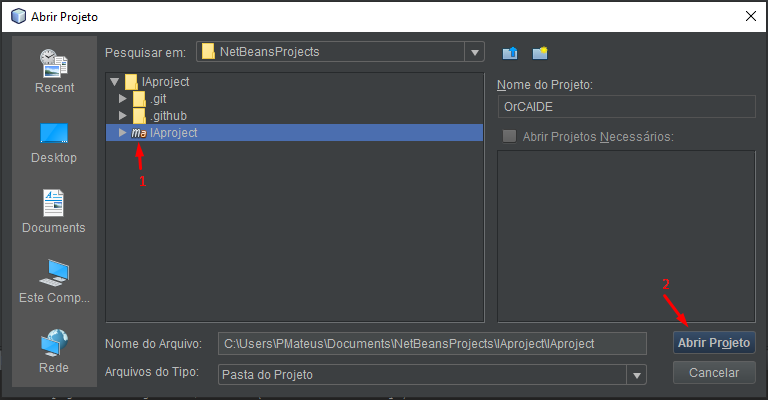 Abrir Projeto
Pesquisar em:
NetBeansProjects
Recent
Desktop
Documents
Este Comp...
Rede
IAproject
.git
.github
ma IAproject
1
Nome do Projeto:
OrCAIDE
Abrir Projetos Necessários:
2
Nome do Arquivo:
C:\Users\PMateus\Documents\NetBeansProjects\IAproject\IAproject
Abrir Projeto
Arquivos do Tipo:
Pasta do Projeto
Cancelar